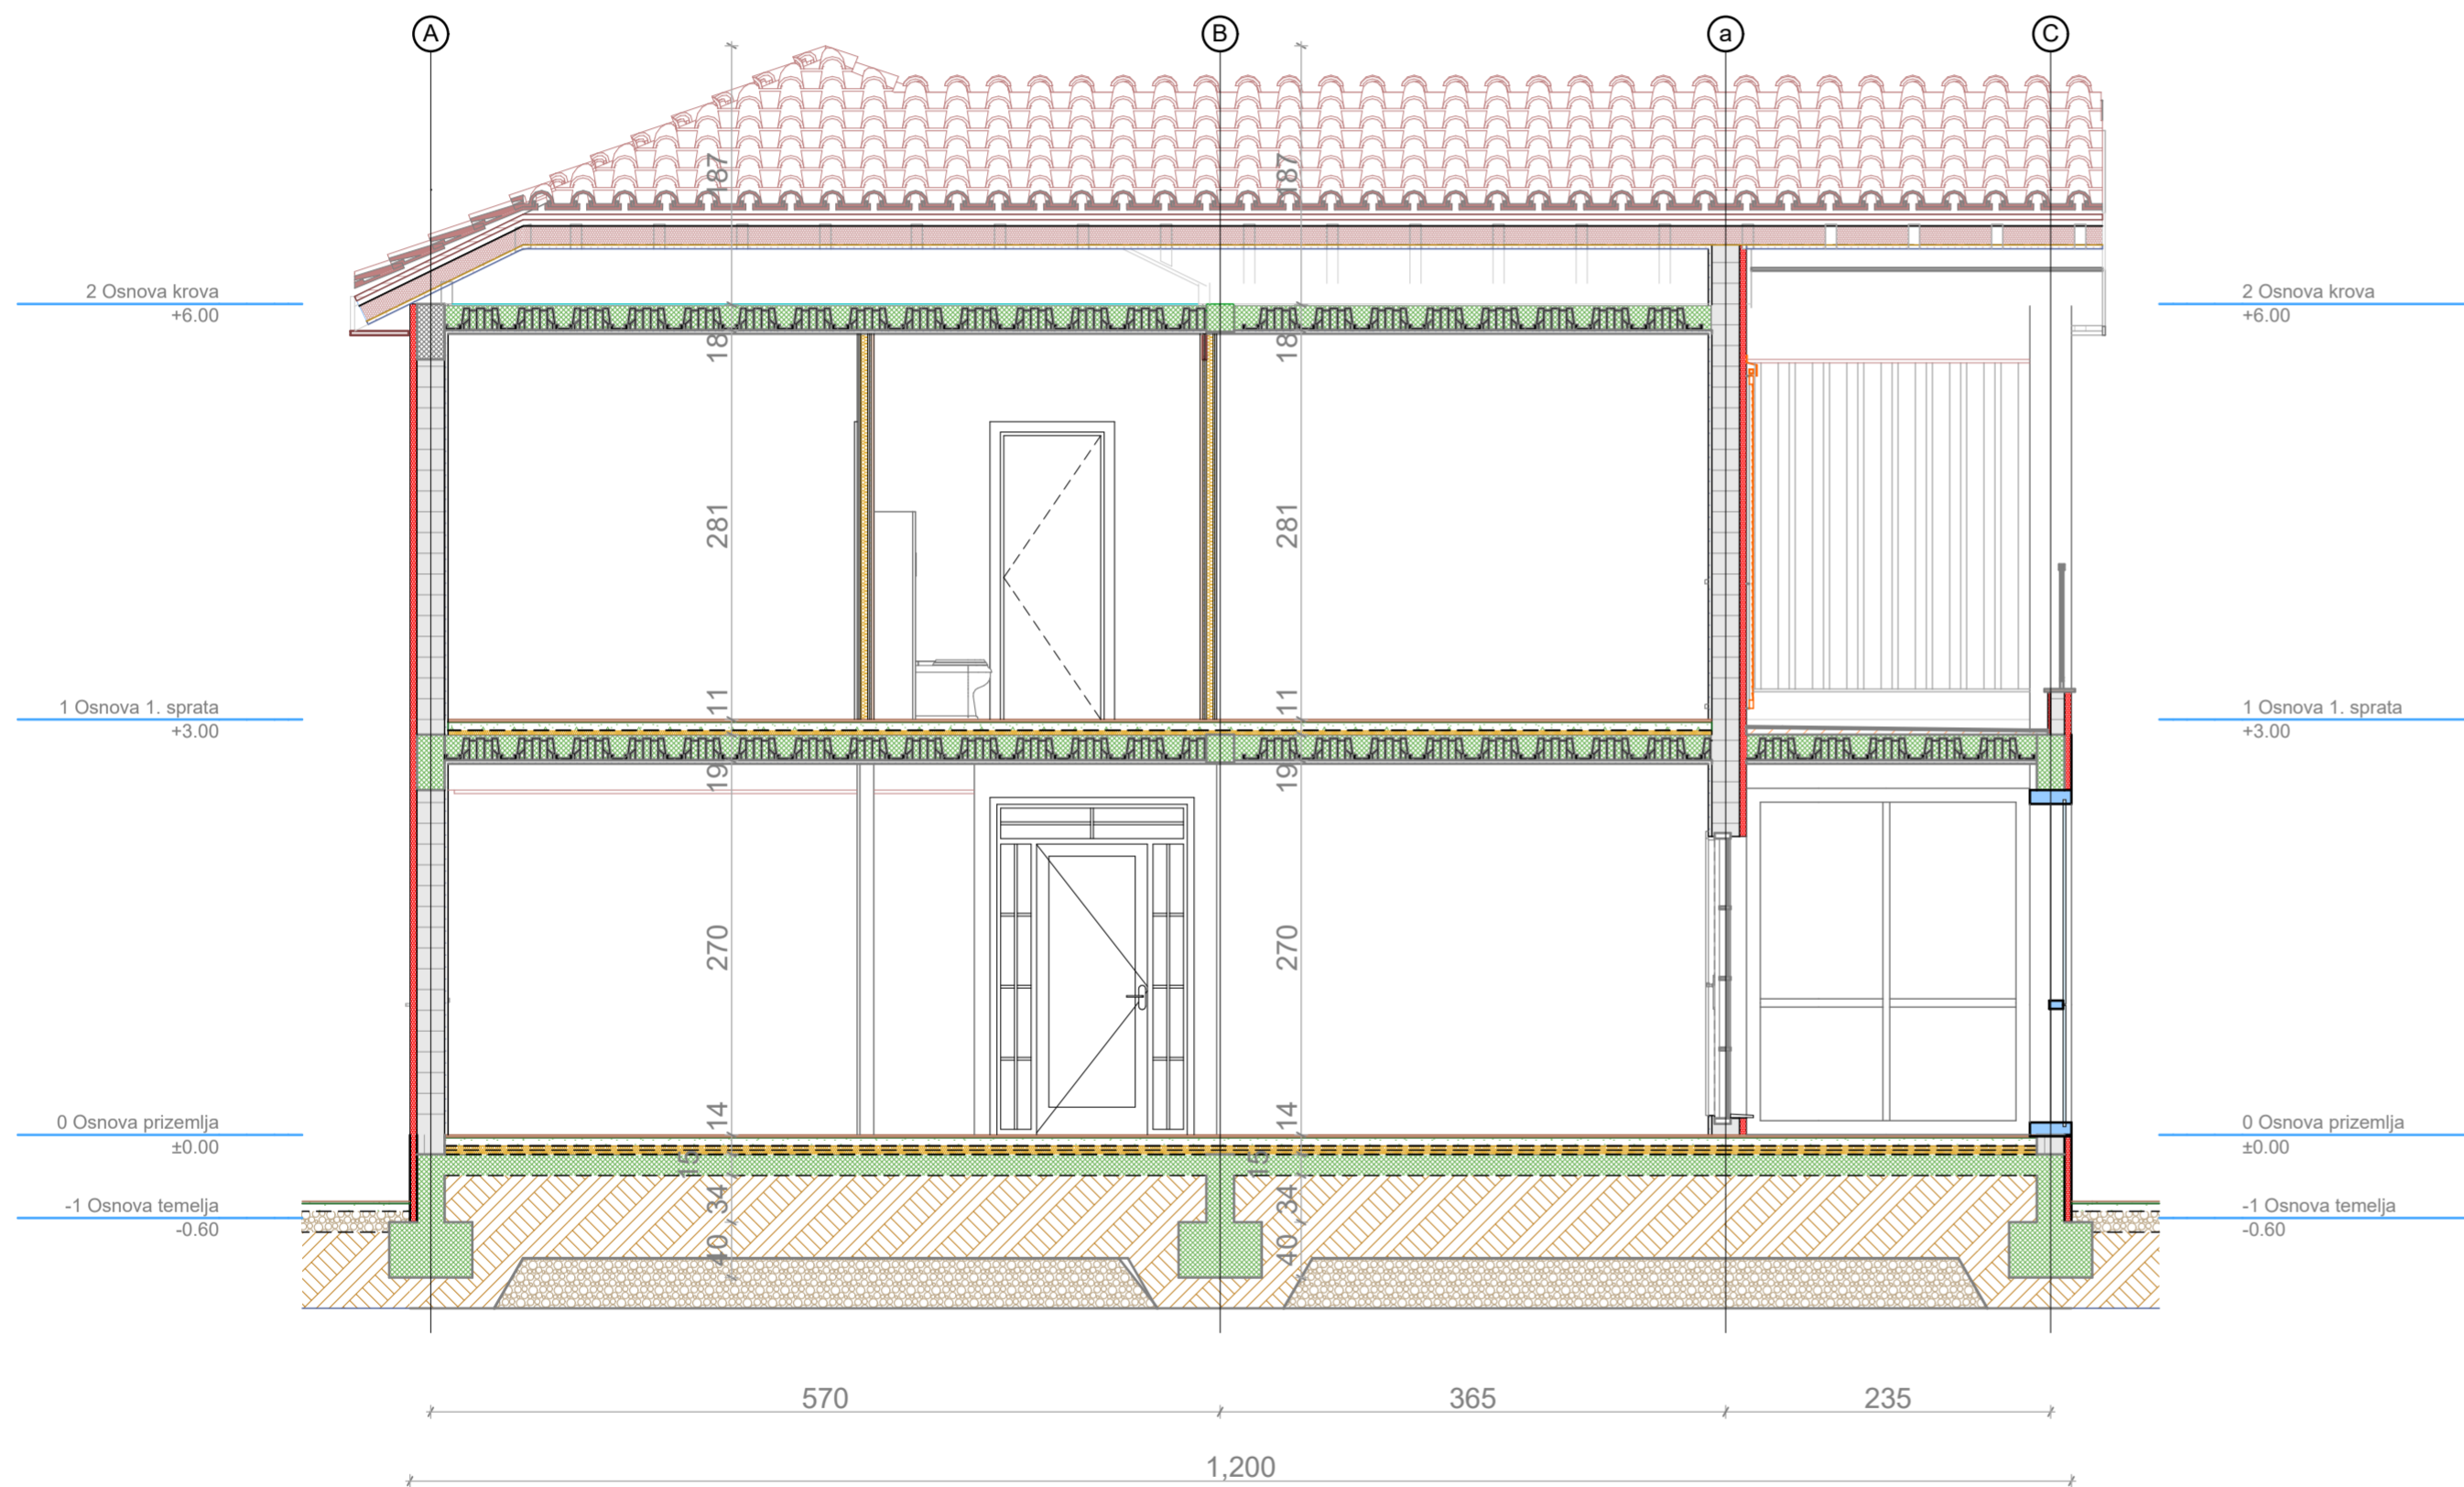 A B a C
187 187
2 Osnova krova 2 Osnova krova
+6.00 +6.00
18 18
281 281
11 11
1 Osnova 1. sprata 1 Osnova 1. sprata
+3.00 +3.00
19 19
270 270
14 14
0 Osnova prizemlja 0 Osnova prizemlja
±0.00 ±0.00
15 15
34 34
-1 Osnova temelja -1 Osnova temelja
-0.60 -0.60
40 40
570 365 235
1,200